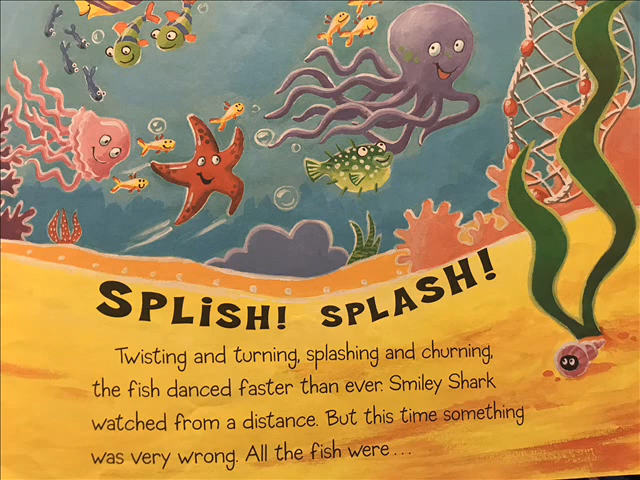 SPLISH! SPLASH!
Twisting and turning, splashing and churning,
the fish danced faster than ever. Smiley Shark
watched from a distance. But this time something
was very wrong. All the fish were...